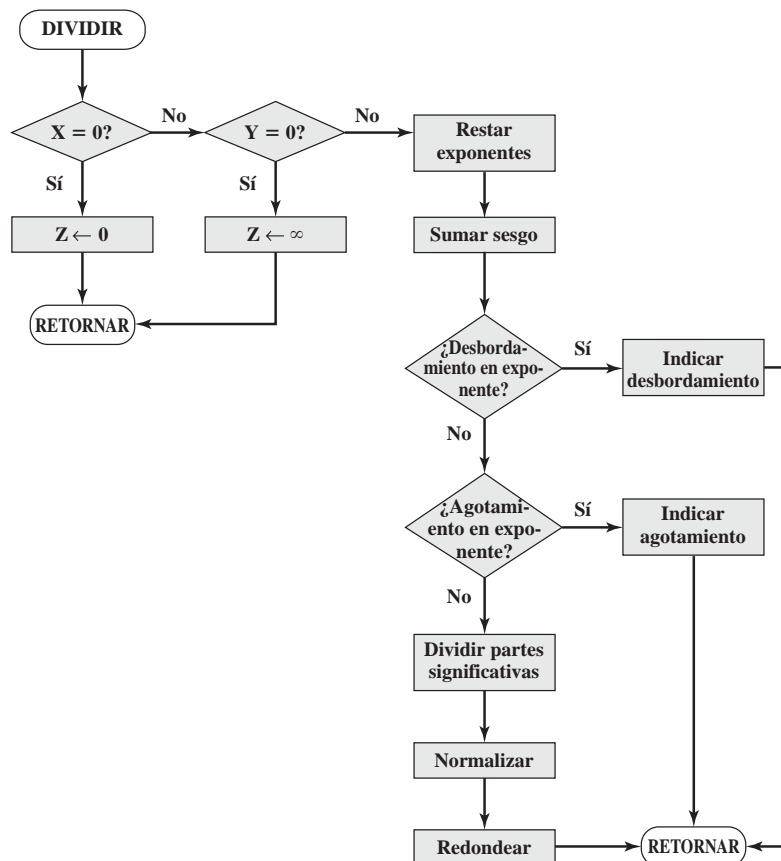 DIVIDIR
X = 0?
No
Y = 0?
No
Restar
exponentes
Sí
Sí
Z ← 0
Z ← ∞
Sumar sesgo
RETORNAR
¿Desborda-
miento en expo-
nente?
Sí
Indicar
desbordamiento
No
¿Agotami-
ento en expo-
nente?
Sí
Indicar
agotamiento
No
Dividir partes
significativas
Normalizar
Redondear
RETORNAR